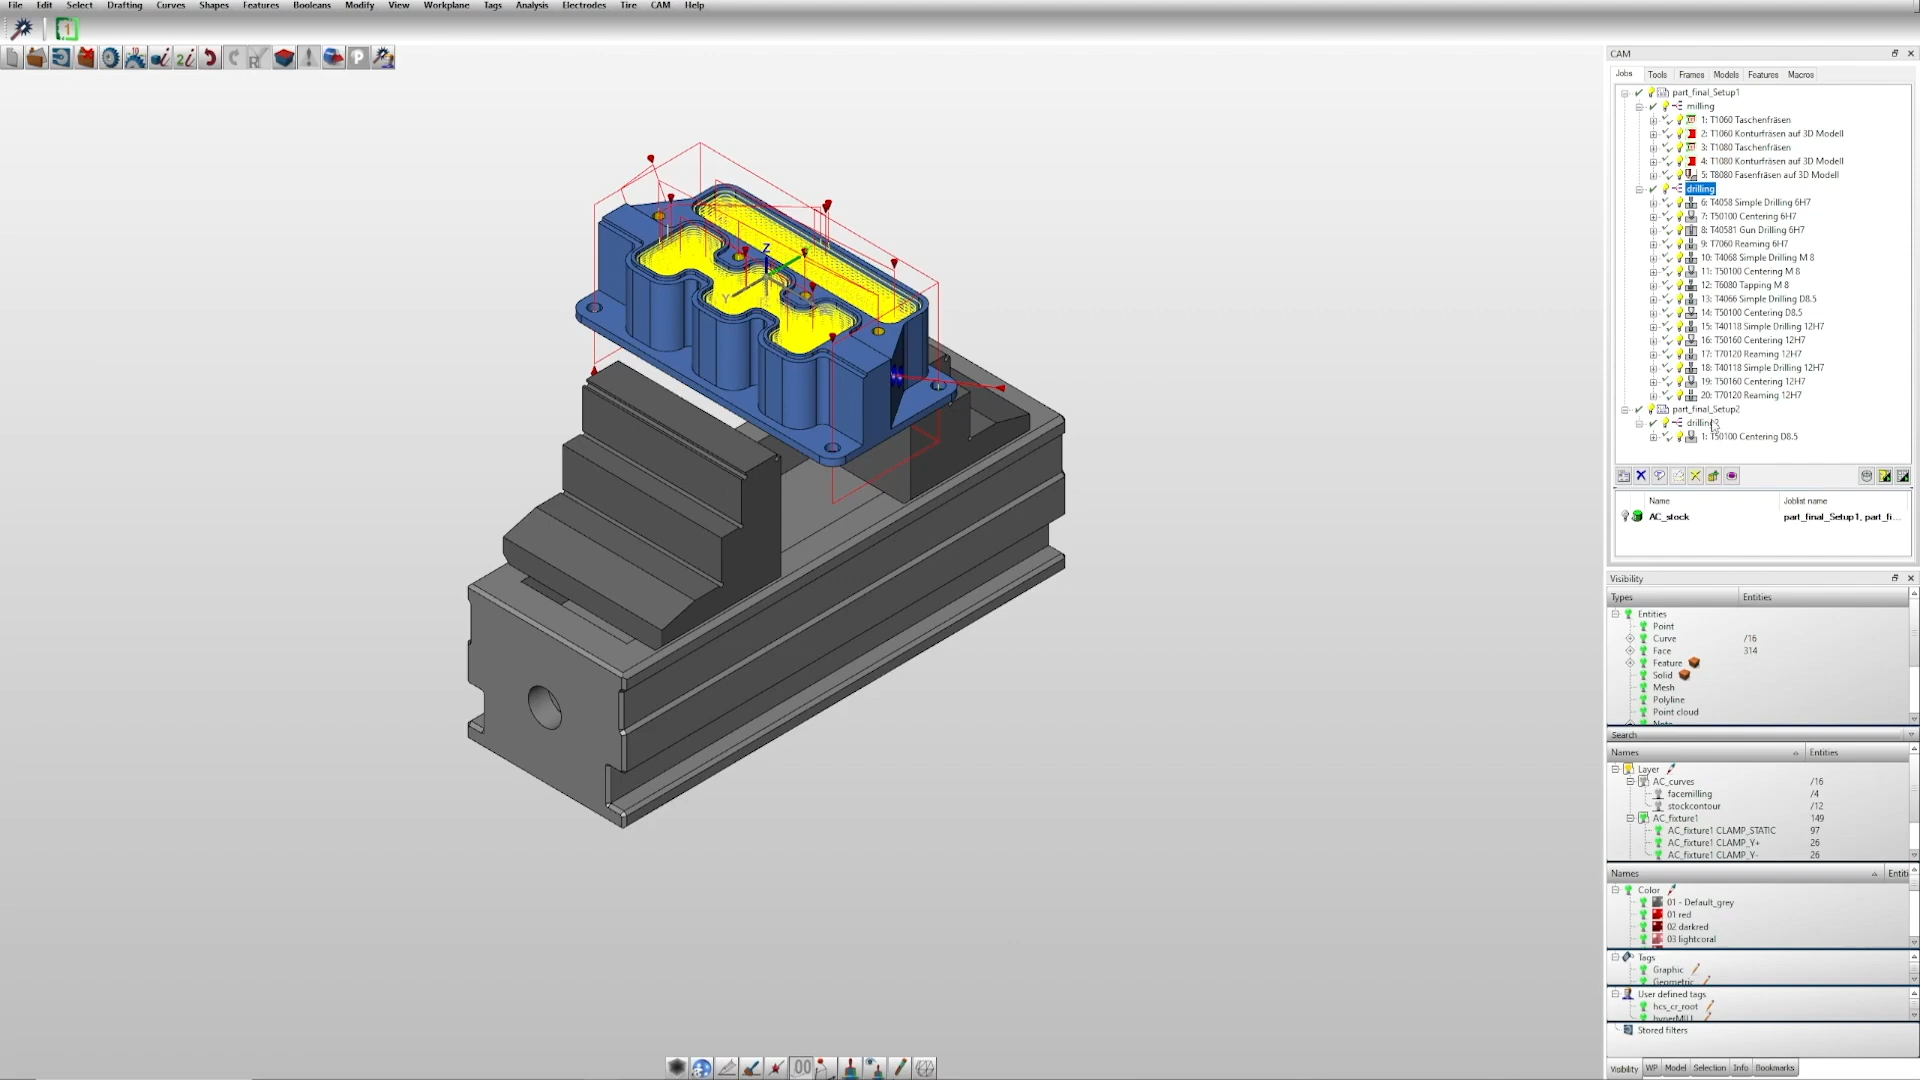 File Edit Select Drafting Curves Shapes Features Booleans Modify View Workplane Tags Analysis Electrodes Tire CAM Help
CAM
Jobs Tools Frames Models Features Macros
part_final_Setup1
milling
1: T1060 Taschenfräsen
2: T1060 Konturfräsen auf 3D Modell
3: T1080 Taschenfräsen
4: T1080 Konturfräsen auf 3D Modell
5: T8080 Fasenfräsen auf 3D Modell
drilling
6: T4058 Simple Drilling 6H7
7: T50100 Centering 6H7
8: T40581 Gun Drilling 6H7
9: T7060 Reaming 6H7
10: T4068 Simple Drilling M 8
11: T50100 Centering M 8
12: T6080 Tapping M 8
13: T4066 Simple Drilling D8.5
14: T50100 Centering D8.5
15: T40118 Simple Drilling 12H7
16: T50160 Centering 12H7
17: T70120 Reaming 12H7
18: T40118 Simple Drilling 12H7
19: T50160 Centering 12H7
20: T70120 Reaming 12H7
part_final_Setup2
drilling
1: T50100 Centering D8.5
Name Joblist name
AC_stock part_final_Setup1, part_fi...
Visibility
Types Entities
Entities
Point
Curve /16
Face 314
Feature
Solid
Mesh
Polyline
Point cloud
Search
Names Entities
Layer
AC_curves /16
facemilling /4
stockcontour /12
AC_fixture1 149
AC_fixture1 CLAMP_STATIC 97
AC_fixture1 CLAMP_Y+ 26
AC_fixture1 CLAMP_Y- 26
Names Entiti
Color
01 - Default_grey
01 red
02 darkred
03 lightcoral
Tags
Graphic
Geometric
User defined tags
hcs_cr_root
hyperMILL
Stored filters
Visibility WP Model Selection Info Bookmarks
Z
Y